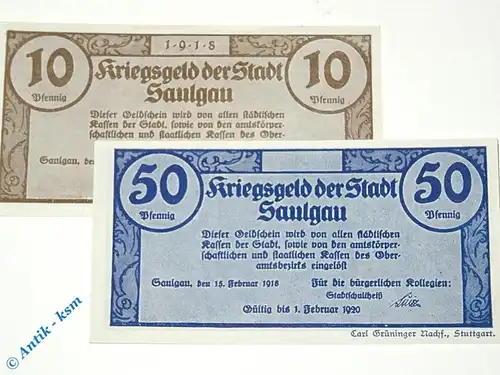 1·9·1·8
10 Pfennig
Kriegsgeld der Stadt
Saulgau
10 Pfennig
Dieser Geldschein wird von allen städtischen
Kassen der Stadt, sowie von den amtskörper-
schaftlichen und staatlichen Kassen des Ober-
Saulgau, den
50 Pfennig
Kriegsgeld der Stadt
Saulgau
50 Pfennig
Dieser Geldschein wird von allen städtischen
Kassen der Stadt, sowie von den amtskörper-
schaftlichen und staatlichen Kassen des Ober-
amtsbezirks eingelöst
Saulgau, den 15. Februar 1918 Für die bürgerlichen Kollegien:
Stadtschultheiß
Gültig bis 1. Februar 1920
Carl Grüninger Nachf., Stuttgart.
© Antik - ksm